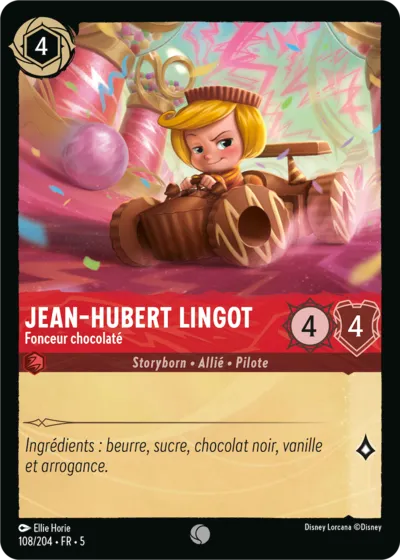 4
JEAN-HUBERT LINGOT
Fonceur chocolaté
4
4
Storyborn • Allié • Pilote
Ingrédients : beurre, sucre, chocolat noir, vanille
et arrogance.
Ellie Horie
Disney Lorcana ©Disney
108/204 • FR • 5